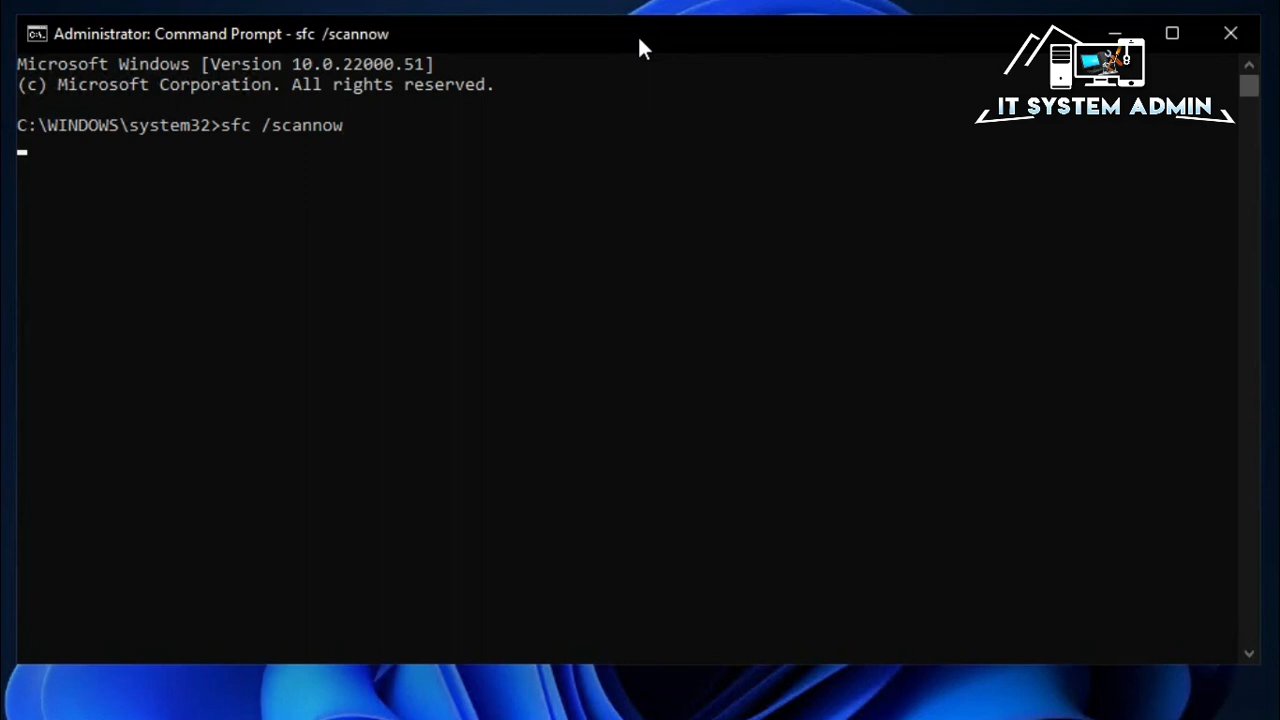 Administrator: Command Prompt - sfc /scannow
Microsoft Windows [Version 10.0.22000.51]
(c) Microsoft Corporation. All rights reserved.
C:\WINDOWS\system32>sfc /scannow
IT SYSTEM ADMIN